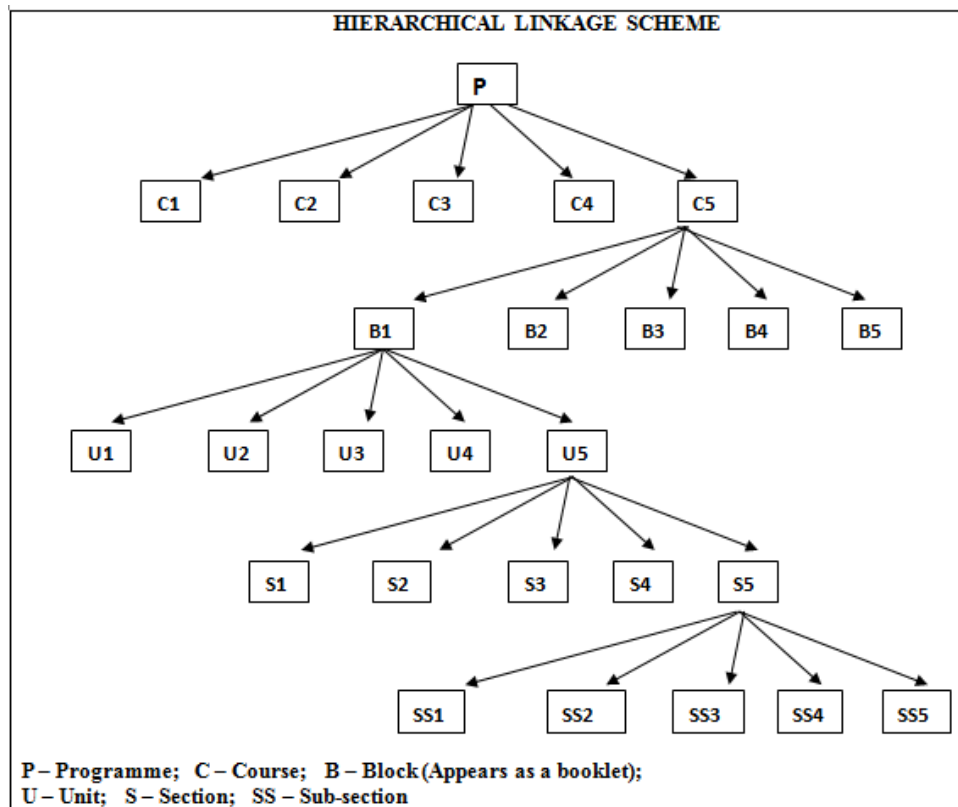 HIERARCHICAL LINKAGE SCHEME
P
C1 C2 C3 C4 C5
B1 B2 B3 B4 B5
U1 U2 U3 U4 U5
S1 S2 S3 S4 S5
SS1 SS2 SS3 SS4 SS5
P – Programme; C – Course; B – Block (Appears as a booklet);
U – Unit; S – Section; SS – Sub-section